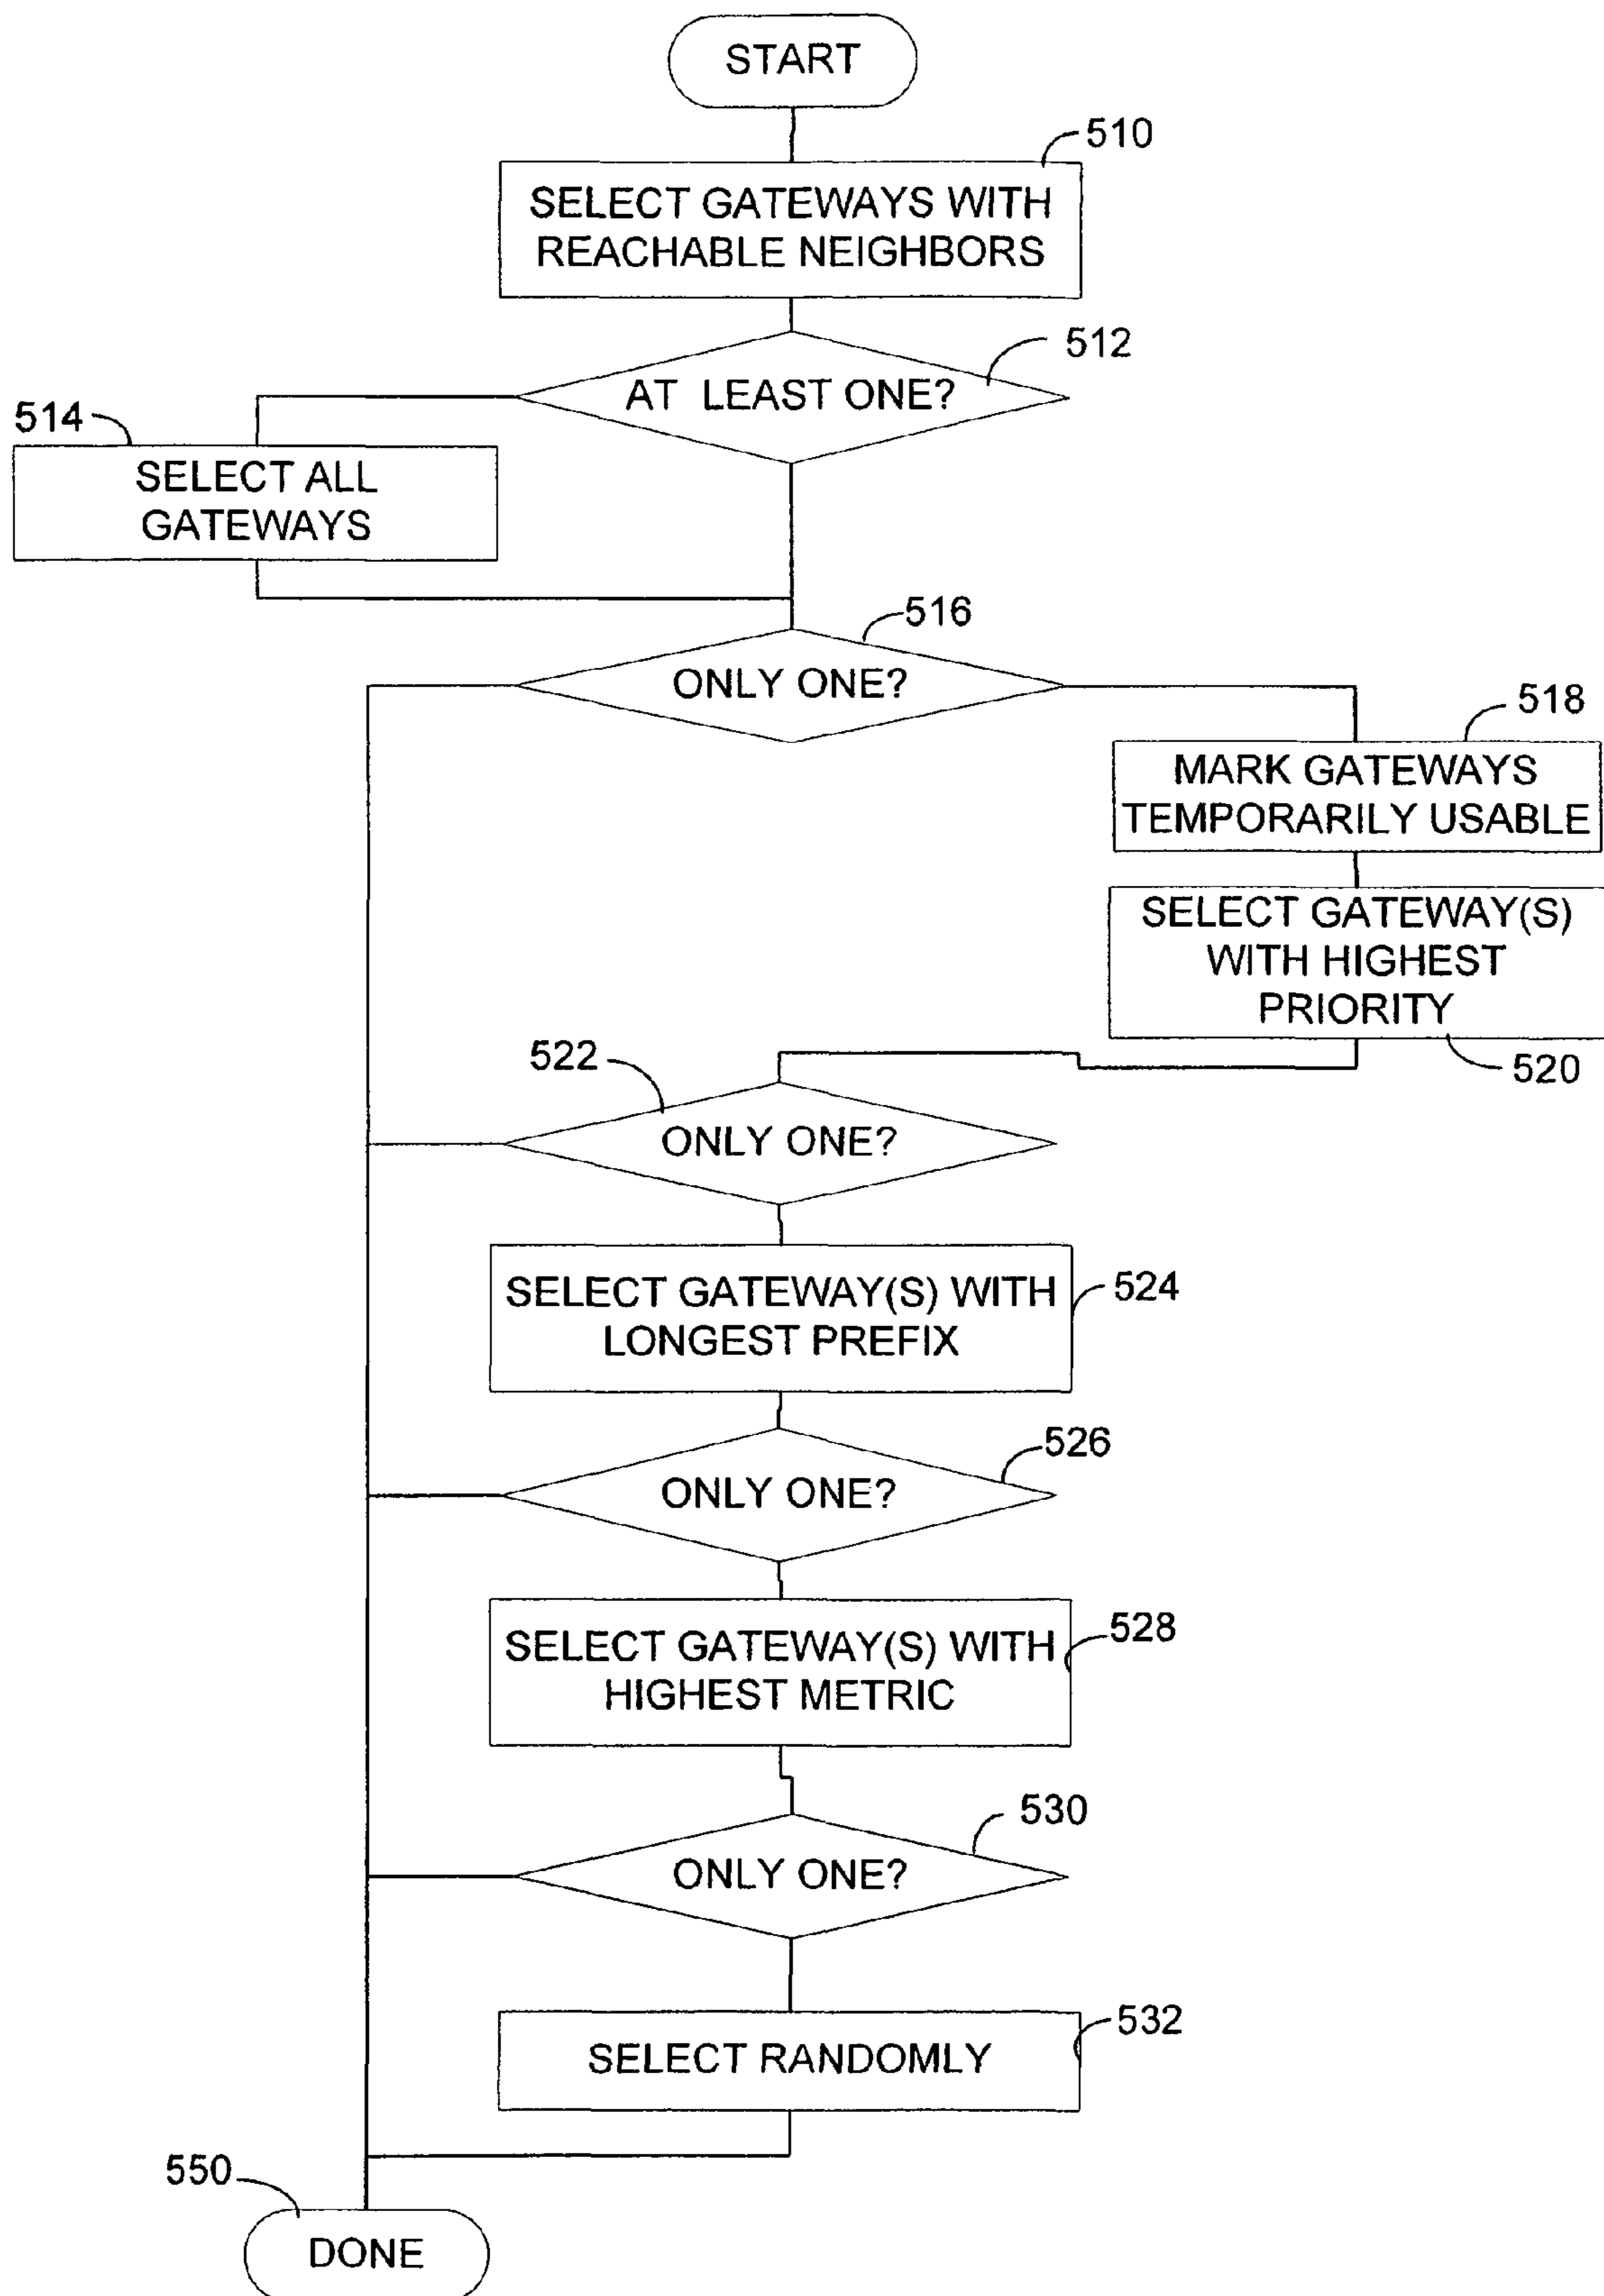 START
510
SELECT GATEWAYS WITH
REACHABLE NEIGHBORS
512
AT LEAST ONE?
514
SELECT ALL
GATEWAYS
516
ONLY ONE?
518
MARK GATEWAYS
TEMPORARILY USABLE
SELECT GATEWAY(S)
WITH HIGHEST
PRIORITY
520
522
ONLY ONE?
SELECT GATEWAY(S) WITH
LONGEST PREFIX
524
526
ONLY ONE?
SELECT GATEWAY(S) WITH
HIGHEST METRIC
528
530
ONLY ONE?
532
SELECT RANDOMLY
550
DONE